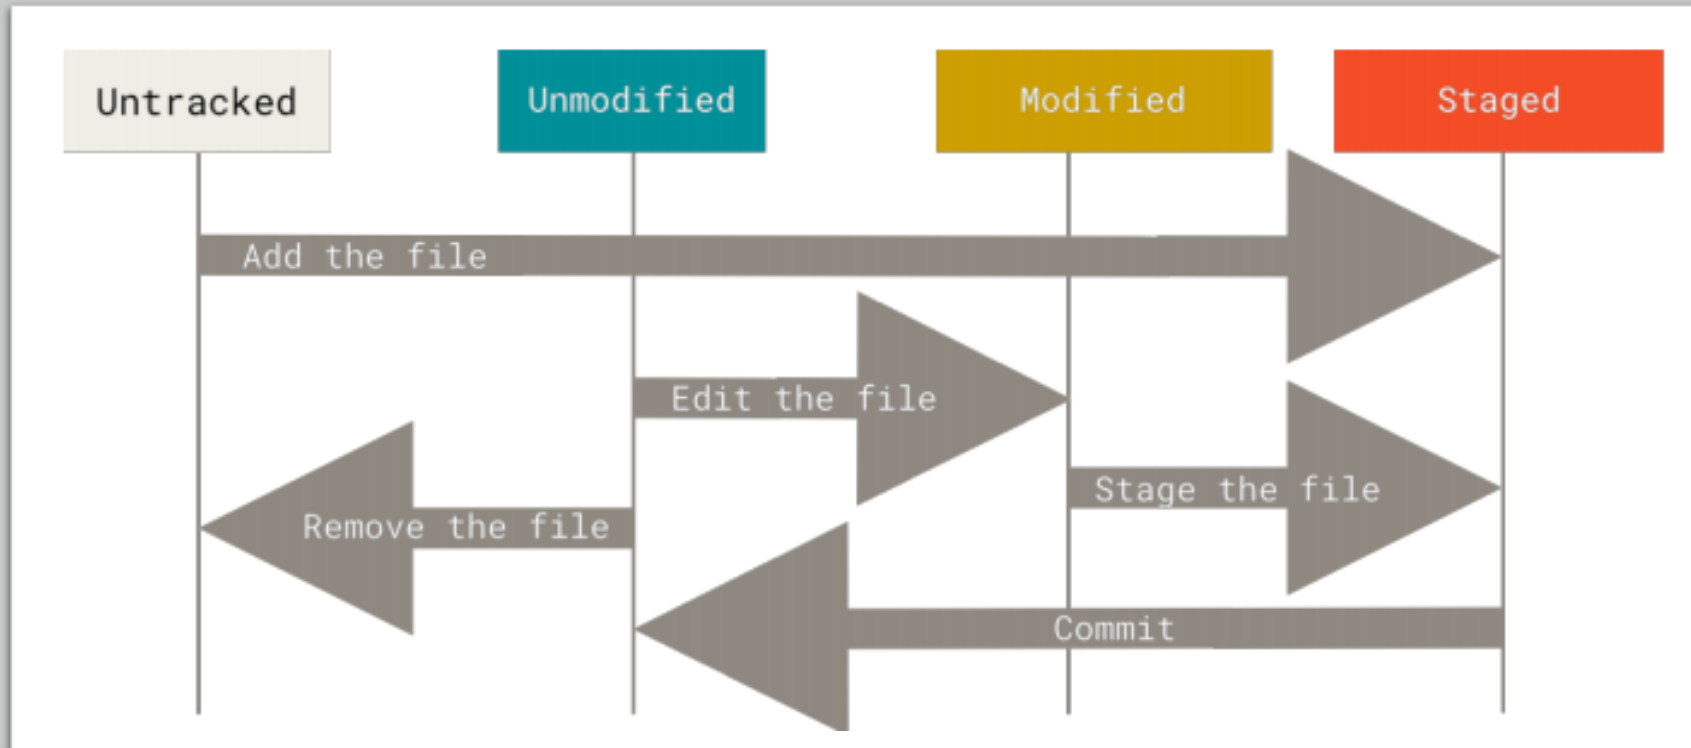 Untracked
Unmodified
Modified
Staged
Add the file
Edit the file
Stage the file
Remove the file
Commit